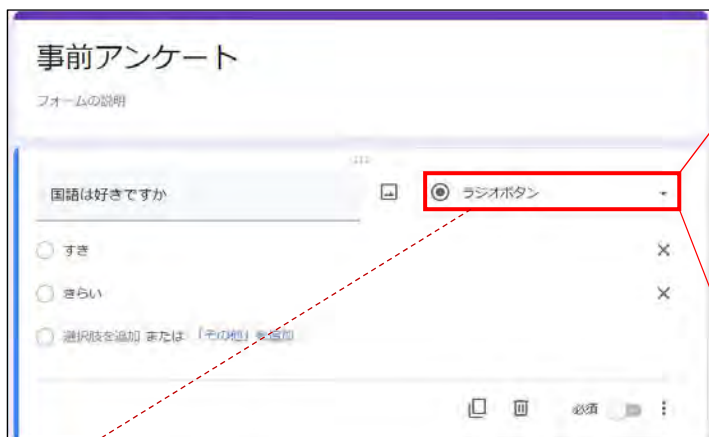 事前アンケート
フォームの説明
国語は好きですか
ラジオボタン
すき
きらい
選択肢を追加 または 「その他」を追加
必須